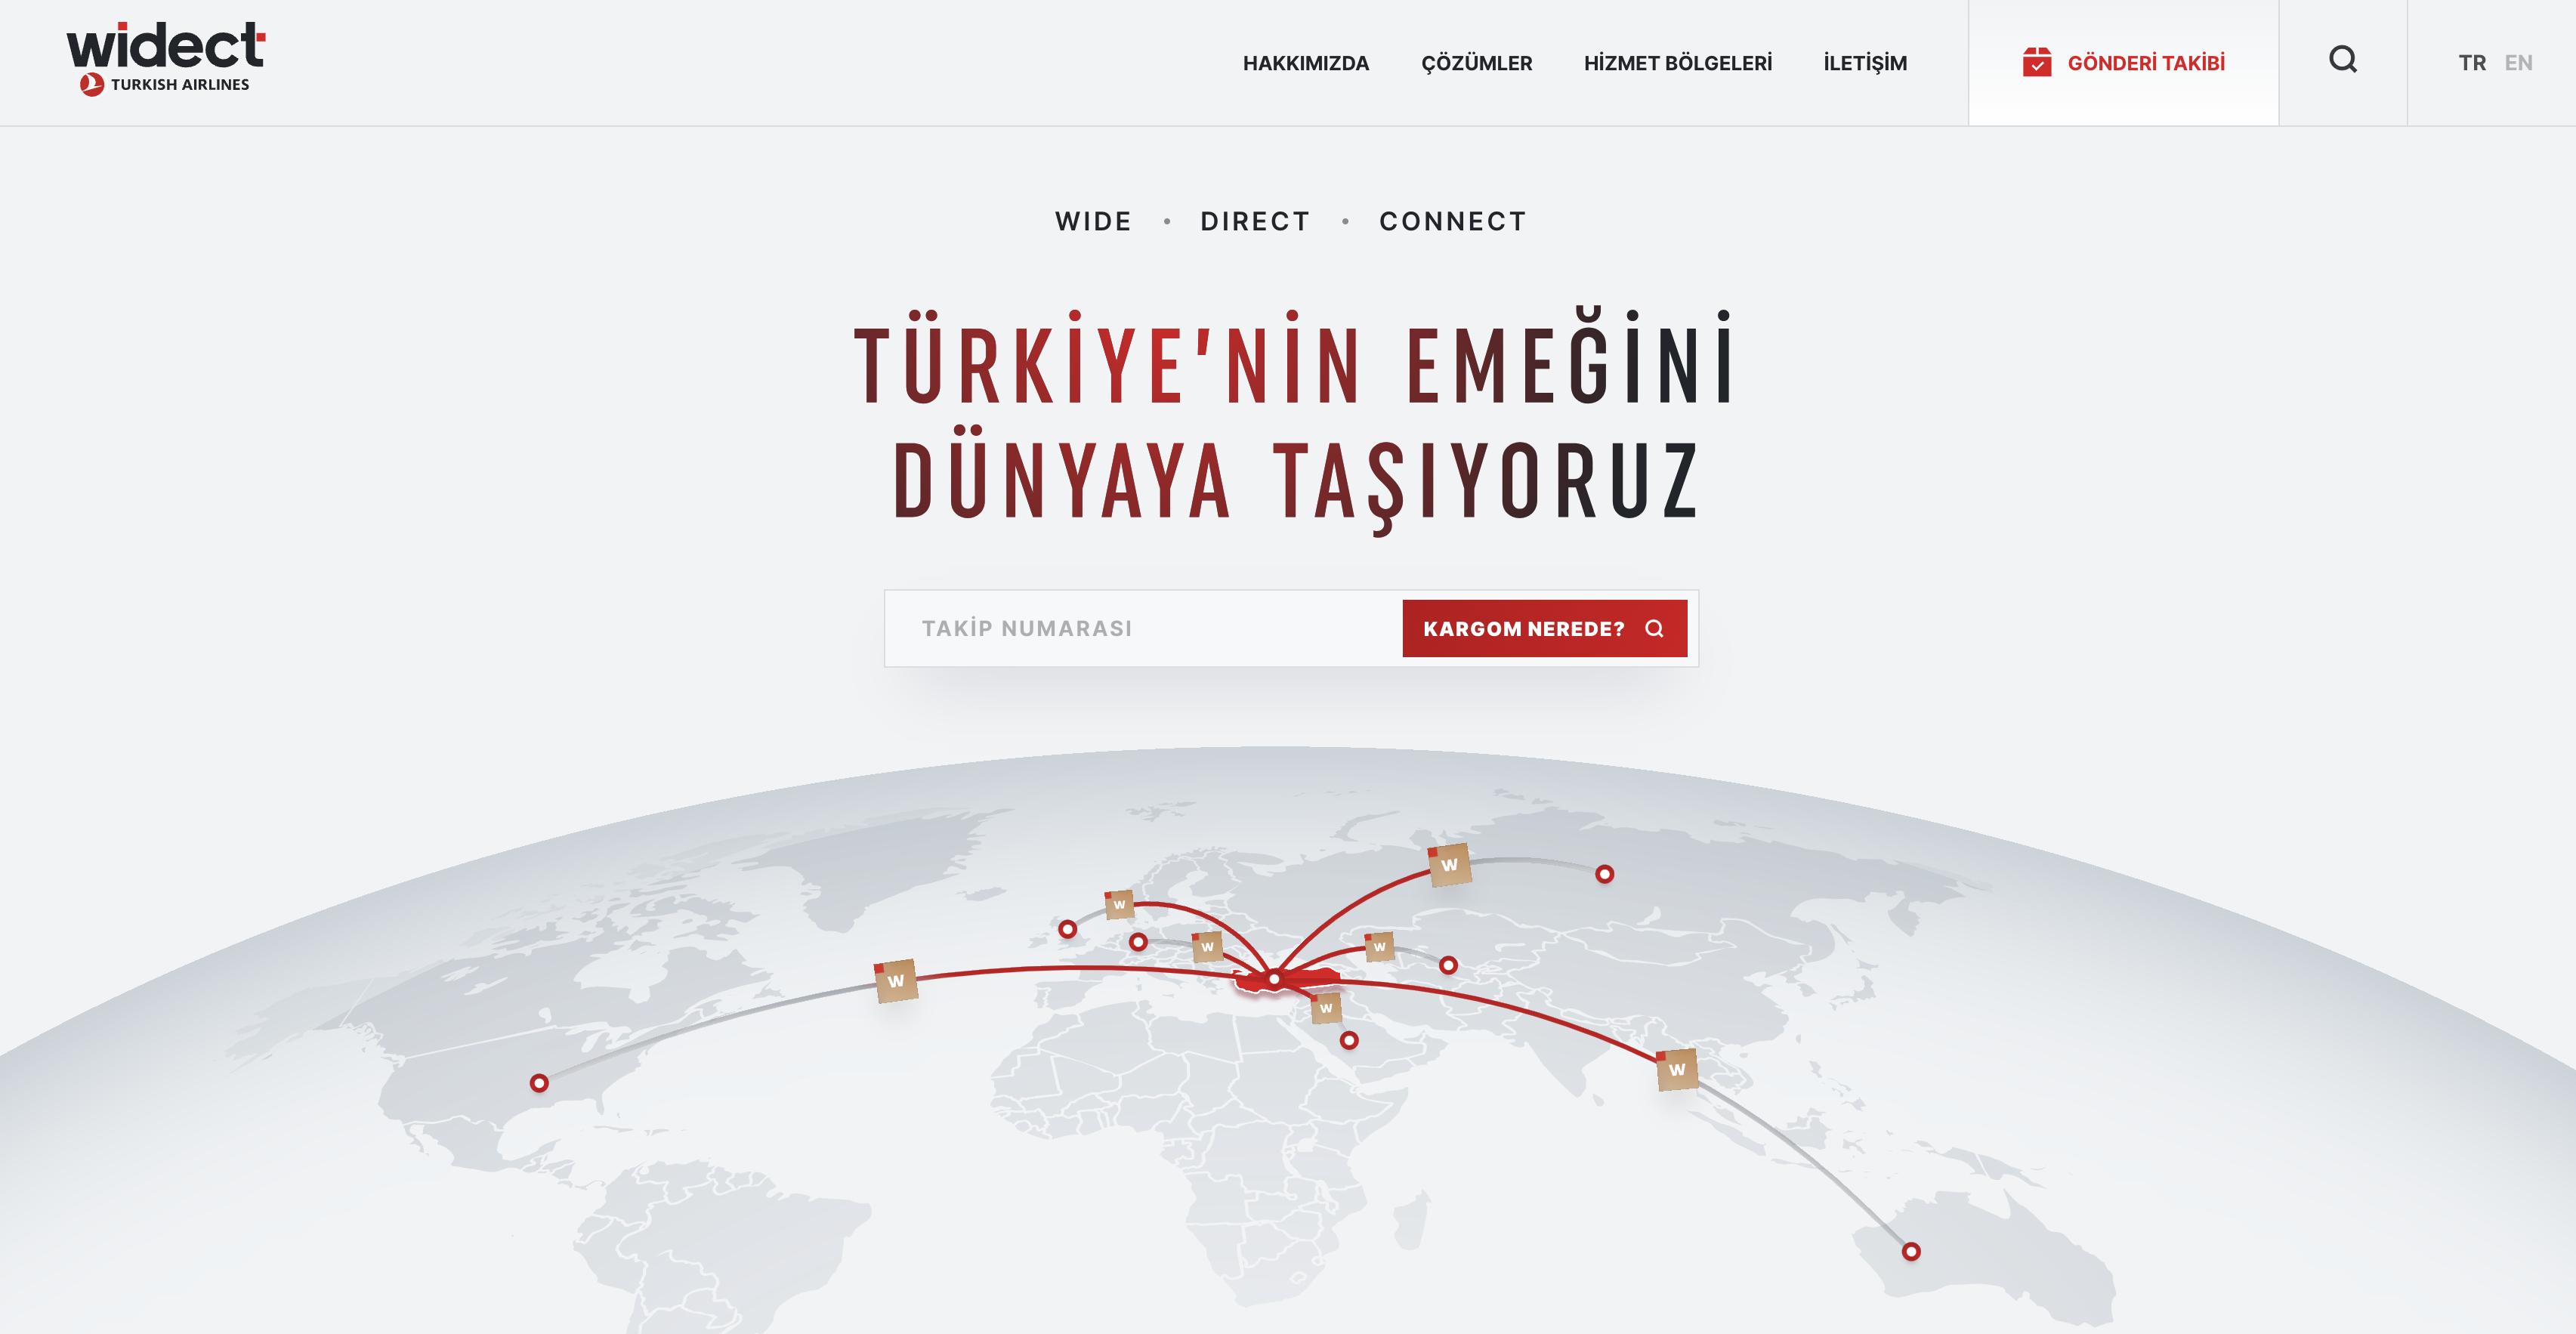 widect
TURKISH AIRLINES
HAKKIMIZDA
ÇÖZÜMLER
HİZMET BÖLGELERİ
İLETİŞİM
GÖNDERİ TAKİBİ
TR EN
WIDE • DIRECT • CONNECT
TÜRKİYE'NİN EMEĞİNİ
DÜNYAYA TAŞIYORUZ
TAKİP NUMARASI
KARGOM NEREDE?
W
W
W
W
W
W
W